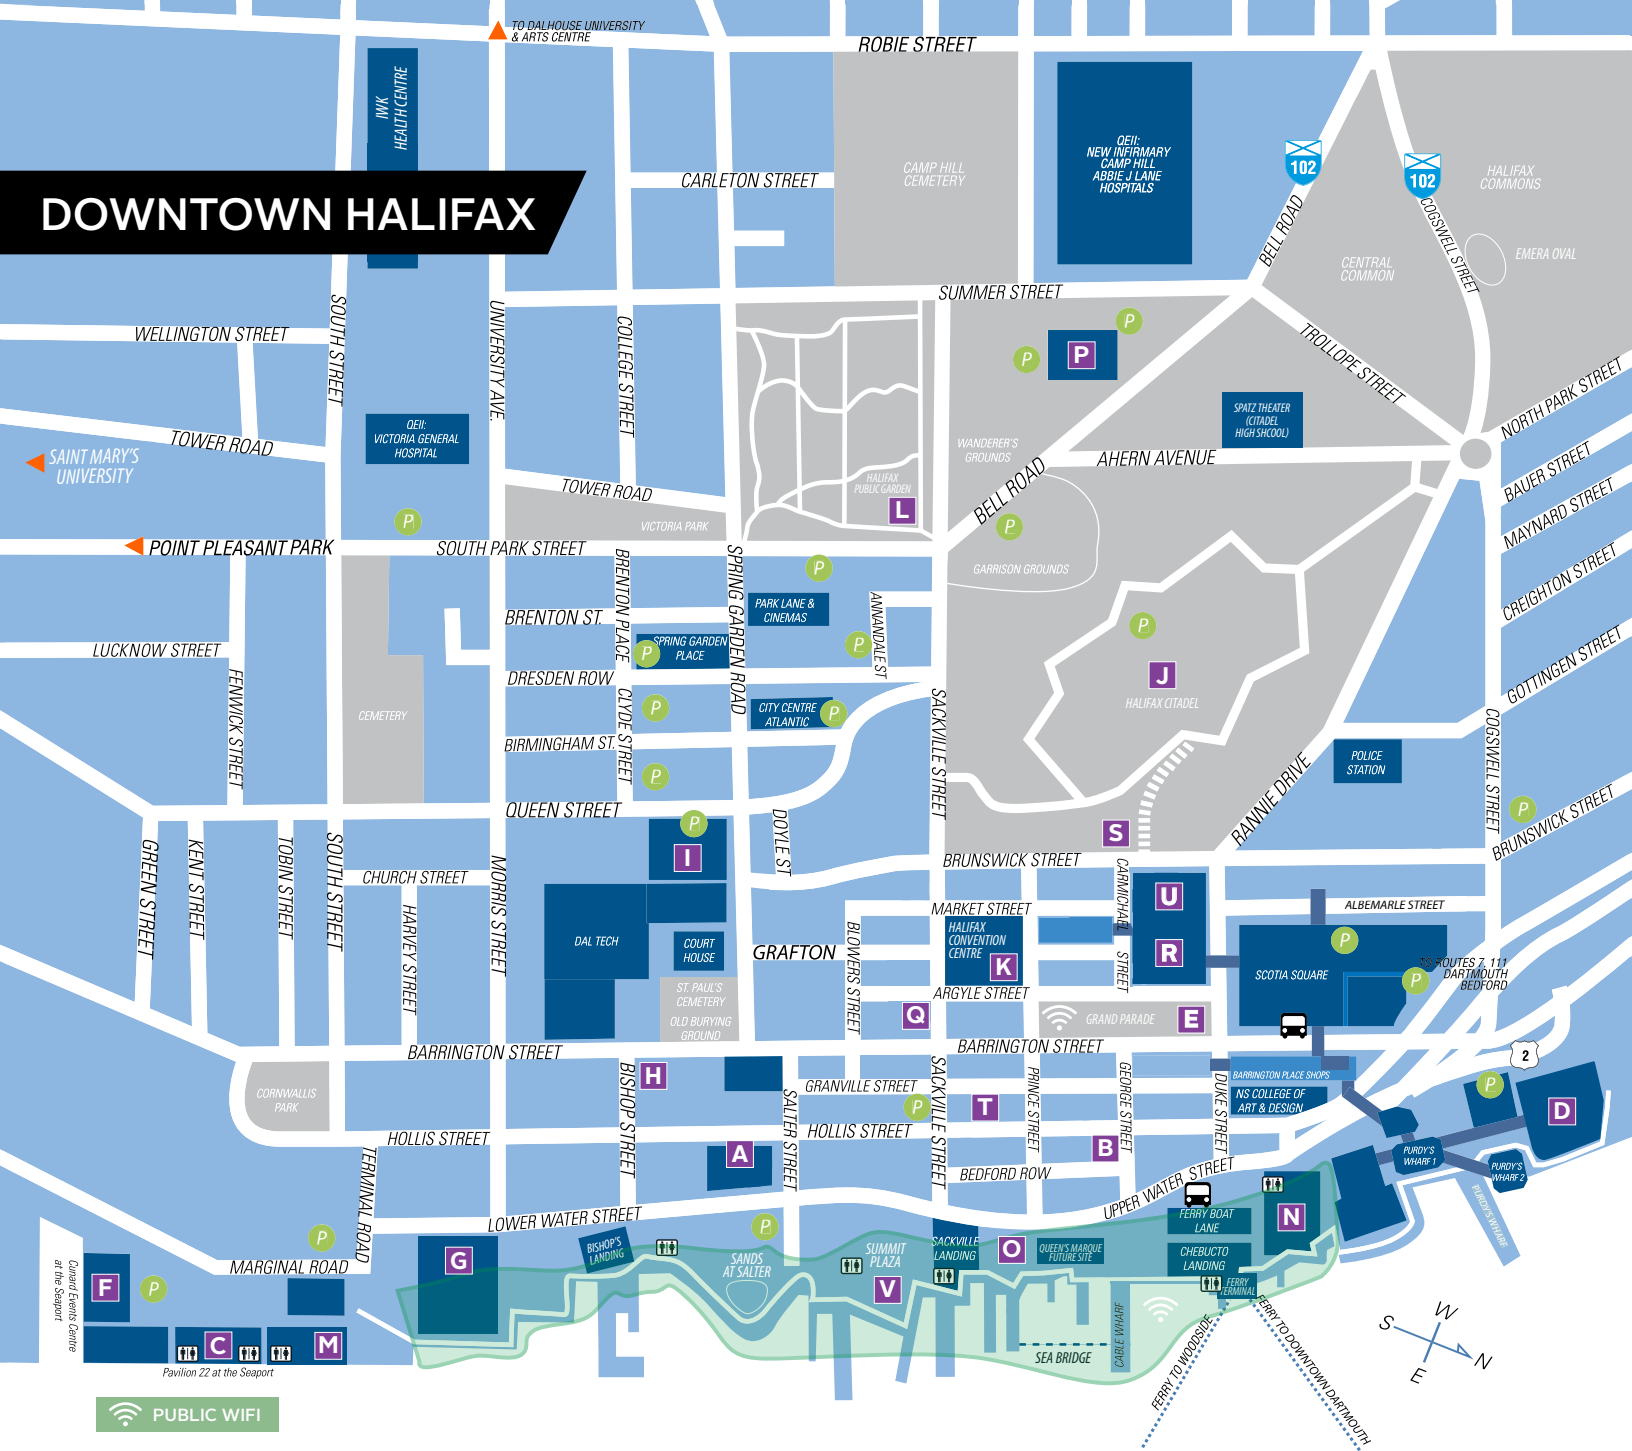 TO DALHOUSE UNIVERSITY
& ARTS CENTRE
ROBIE STREET
IWK
HEALTH CENTRE
CARLETON STREET
CAMP HILL
CEMETERY
QEII:
NEW INFIRMARY
CAMP HILL
ABBIE J LANE
HOSPITALS
102
102
HALIFAX
COMMONS
DOWNTOWN HALIFAX
BELL ROAD
COGSWELL STREET
CENTRAL
COMMON
EMERA OVAL
SUMMER STREET
WELLINGTON STREET
SOUTH STREET
UNIVERSITY AVE.
COLLEGE STREET
P
P
P
TROLLOPE STREET
NORTH PARK STREET
TOWER ROAD
QEII:
VICTORIA GENERAL
HOSPITAL
SPATZ THEATER
(CITADEL
HIGH SHCOOL)
SAINT MARY'S
UNIVERSITY
WANDERER'S
GROUNDS
AHERN AVENUE
BAUER STREET
TOWER ROAD
HALIFAX
PUBLIC GARDEN
L
BELL ROAD
MAYNARD STREET
VICTORIA PARK
P
P
POINT PLEASANT PARK
SOUTH PARK STREET
GARRISON GROUNDS
CREIGHTON STREET
BRENTON PLACE
SPRING GARDEN ROAD
P
PARK LANE &
CINEMAS
ANNANDALE ST
BRENTON ST.
P
SPRING GARDEN
PLACE
P
P
GOTTINGEN STREET
LUCKNOW STREET
FENWICK STREET
DRESDEN ROW
J
HALIFAX CITADEL
CEMETERY
CLYDE STREET
P
CITY CENTRE
ATLANTIC
P
SACKVILLE STREET
COGSWELL STREET
BIRMINGHAM ST.
P
POLICE
STATION
RANNIE DRIVE
BRUNSWICK STREET
P
QUEEN STREET
P
DOYLE ST
S
I
GREEN STREET
KENT STREET
TOBIN STREET
SOUTH STREET
MORRIS STREET
BRUNSWICK STREET
CHURCH STREET
HARVEY STREET
CARMICHAEL
STREET
U
R
MARKET STREET
ALBEMARLE STREET
HALIFAX
CONVENTION
CENTRE
K
DAL TECH
COURT
HOUSE
GRAFTON
BLOWERS STREET
P
SCOTIA SQUARE
P
TO ROUTES 7, 111
DARTMOUTH
BEDFORD
ST. PAUL'S
CEMETERY
OLD BURYING
GROUND
ARGYLE STREET
Q
GRAND PARADE
E
BARRINGTON STREET
BARRINGTON STREET
2
BISHOP STREET
H
SALTER STREET
GRANVILLE STREET
SACKVILLE STREET
PRINCE STREET
GEORGE STREET
DUKE STREET
BARRINGTON PLACE SHOPS
NS COLLEGE OF
ART & DESIGN
P
D
CORNWALLIS
PARK
P
T
HOLLIS STREET
HOLLIS STREET
TERMINAL ROAD
A
B
BEDFORD ROW
UPPER WATER STREET
PURDY'S
WHARF 1
PURDY'S
WHARF 2
PURDY'S WHARF
LOWER WATER STREET
P
P
BISHOP'S
LANDING
SANDS
AT SALTER
SUMMIT
PLAZA
V
SACKVILLE
LANDING
O
QUEEN'S MARQUE
FUTURE SITE
FERRY BOAT
LANE
N
CHEBUCTO
LANDING
FERRY
TERMINAL
G
MARGINAL ROAD
Cunard Events Centre
at the Seaport
F
P
C
M
Pavilion 22 at the Seaport
SEA BRIDGE
CABLE WHARF
FERRY TO WOODSIDE
FERRY TO DOWNTOWN DARTMOUTH
S
W
N
E
PUBLIC WIFI